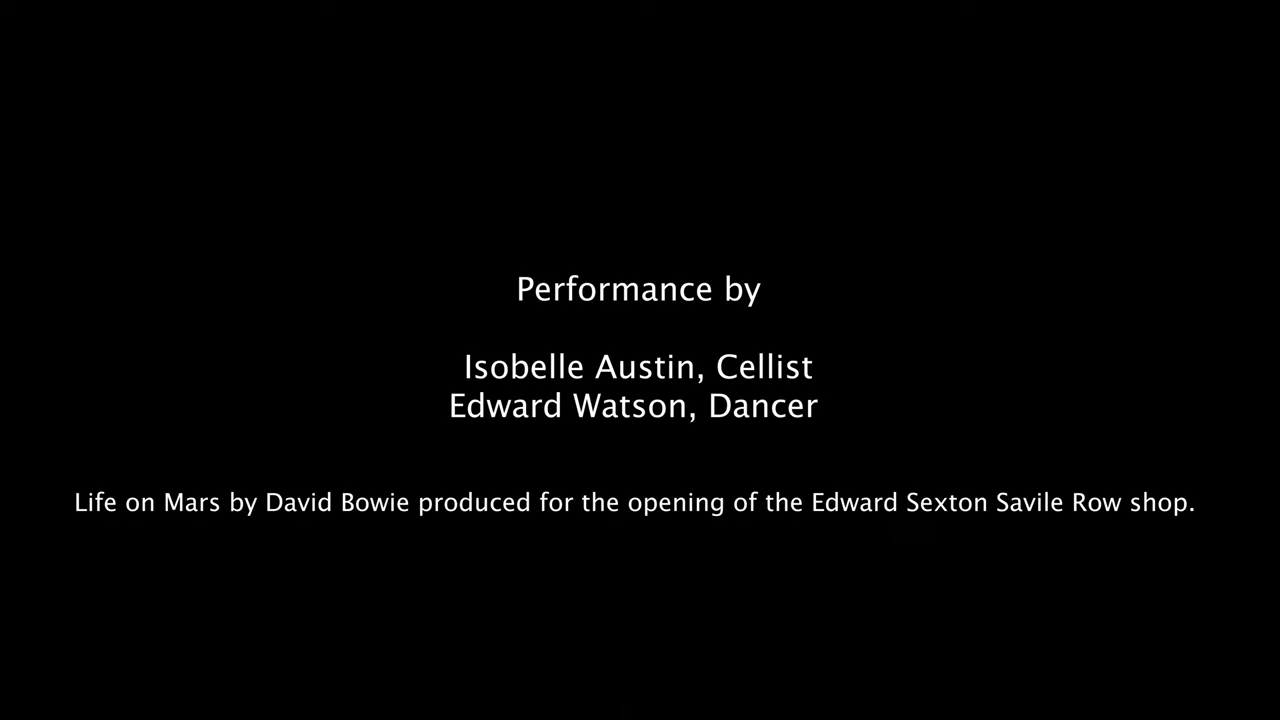 Performance by
Isobelle Austin, Cellist
Edward Watson, Dancer
Life on Mars by David Bowie produced for the opening of the Edward Sexton Savile Row shop.